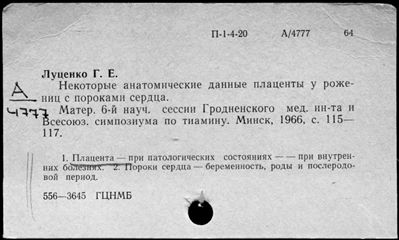 П-1-4-20 А/4777 64
Луценко Г. Е.
Некоторые анатомические данные плаценты у роже-
А ниц с пороками сердца.
Матер. 6-й науч. сессии Гродненского мед. ин-та и
4777 Всесоюз. симпозиума по тиамину. Минск, 1966, с. 115—
117.
1. Плацента — при патологических состояниях — — при внутрен-
них болезнях. 2. Пороки сердца — беременность, роды и послеродо-
вой период.
556—3645 ГЦНМБ